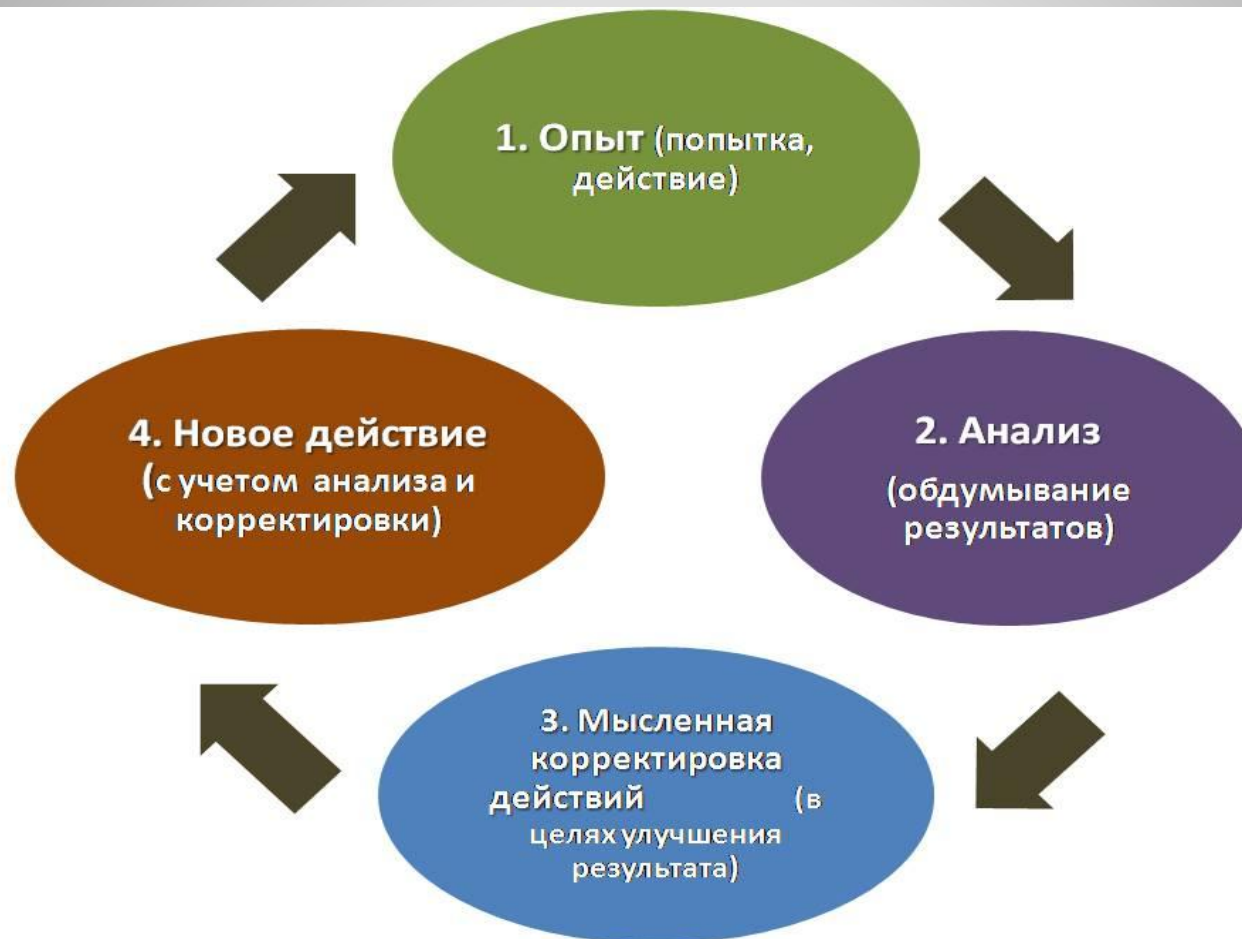 1. Опыт (попытка,
действие)
2. Анализ
(обдумывание
результатов)
3. Мысленная
корректировка
действий (в
целях улучшения
результата)
4. Новое действие
(с учетом анализа и
корректировки)